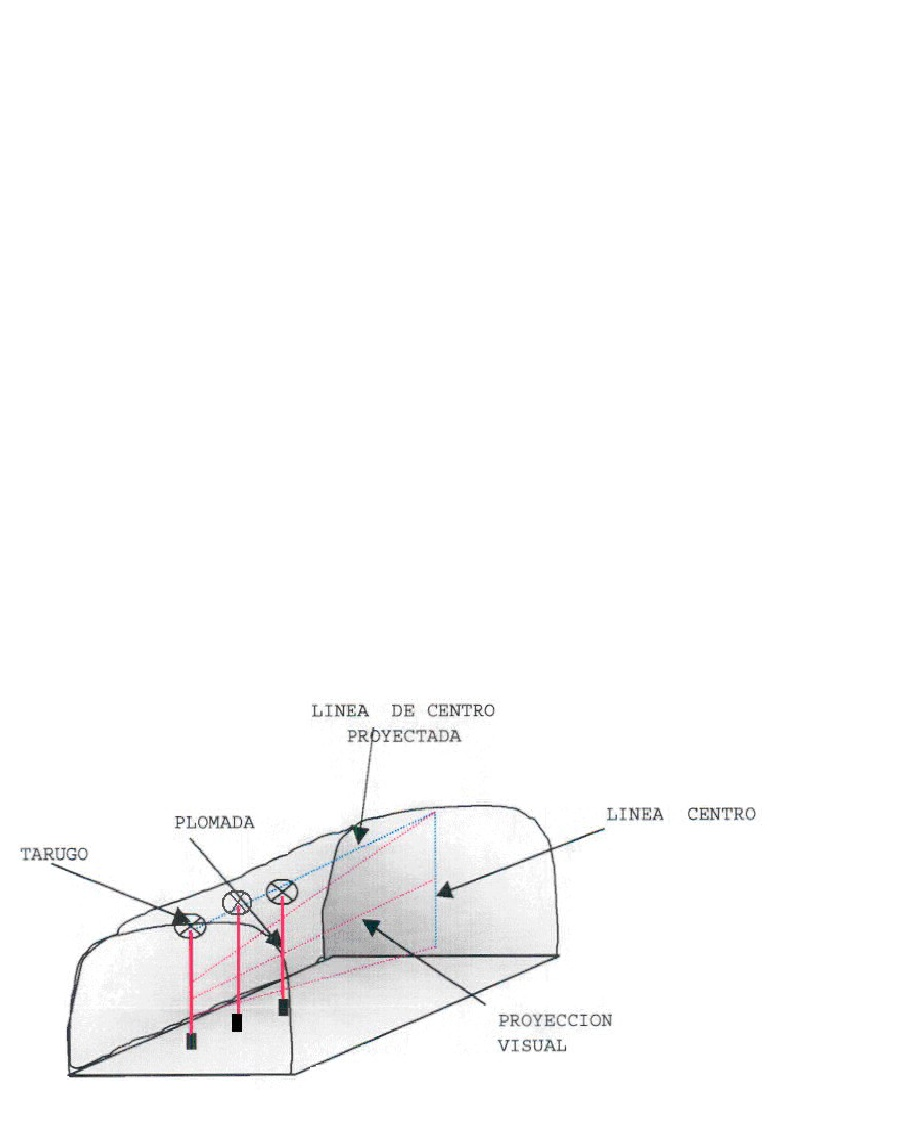 LINEA DE CENTRO
PROYECTADA
LINEA CENTRO
PLOMADA
TARUGO
PROYECCION
VISUAL